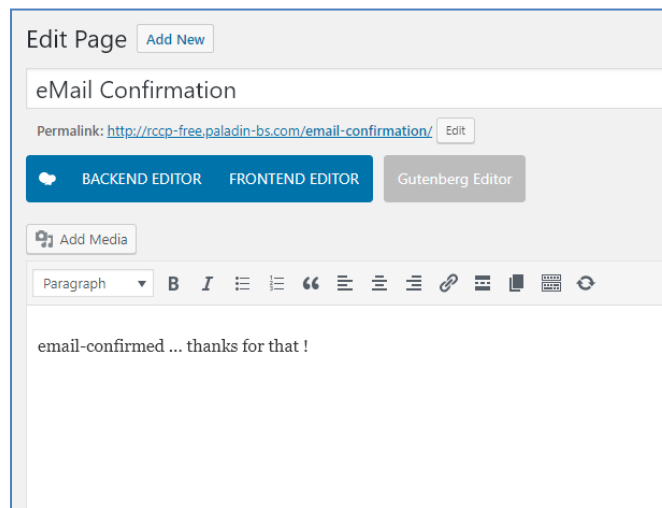 Edit Page Add New
eMail Confirmation
Permalink: http://rccp-free.paladin-bs.com/email-confirmation/ Edit
BACKEND EDITOR FRONTEND EDITOR Gutenberg Editor
Add Media
Paragraph B I
email-confirmed ... thanks for that !